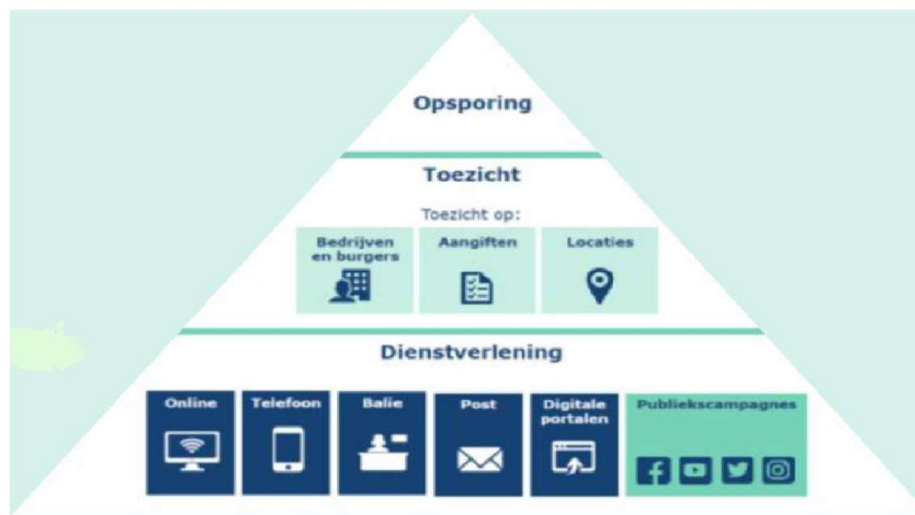 Opsporing
Toezicht
Toezicht op:
Bedrijven
en burgers
Aangiften
Locaties
Dienstverlening
Online
Telefoon
Balie
Post
Digitale
portalen
Publiekscampagnes